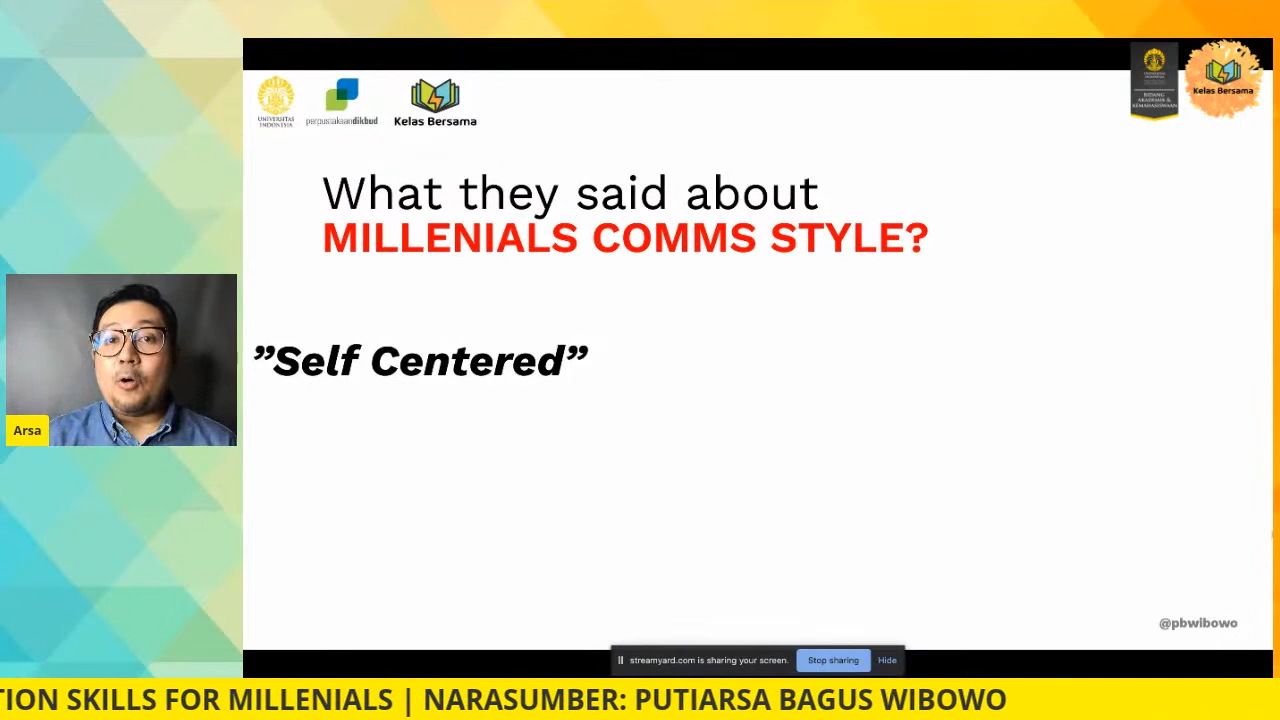 UNIVERSITAS
INDONESIA
perpustakaandikbud
Kelas Bersama
UNIVERSITAS
INDONESIA
BIDANG
AKADEMIK &
KEMAHASISWAAN
Kelas Bersama
What they said about
MILLENIALS COMMS STYLE?
Arsa
”Self Centered”
@pbwibowo
streamyard.com is sharing your screen.
Stop sharing
Hide
TION SKILLS FOR MILLENIALS | NARASUMBER: PUTIARSA BAGUS WIBOWO